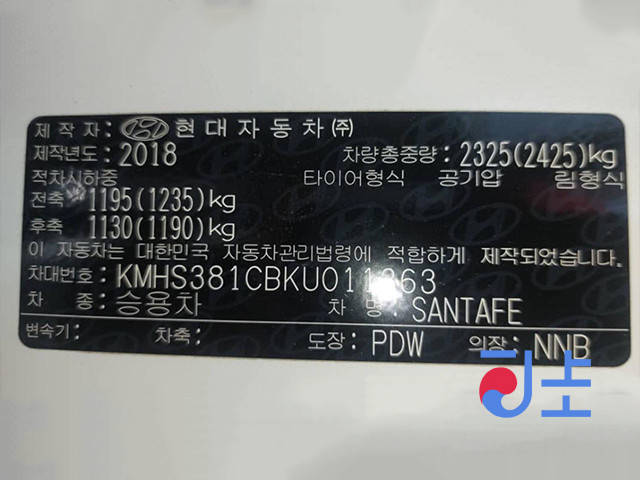 제작자: 현대자동차(주)
제작년도: 2018 차량총중량: 2325(2425)kg
적차시하중 타이어형식 공기압 림형식
전축 1195(1235)kg
후축 1130(1190)kg
이 자동차는 대한민국 자동차관리법령에 적합하게 제작되었습니다.
차대번호:
차 종: 승용차 차 명: SANTAFE
변속기: 차축: 도장: PDW 의장: NNB